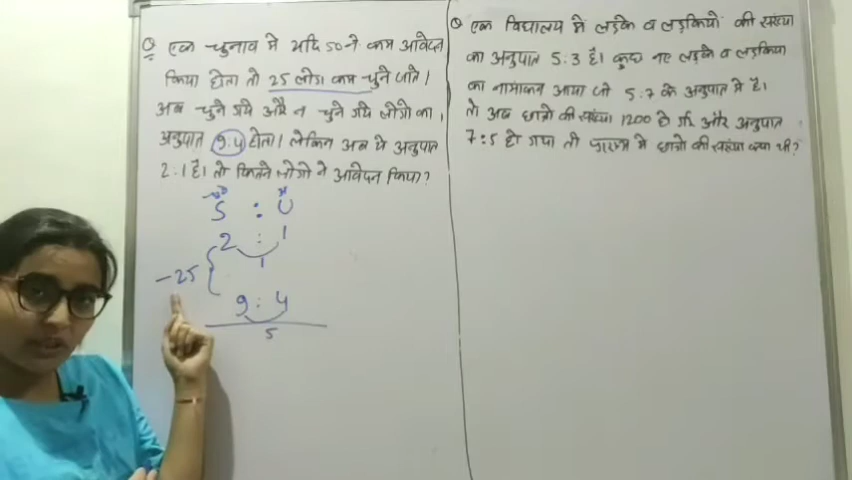 Q एक चुनाव मे यदि 50 ने कम आवेदन
किया होता तो 25 लोग कम चुने जाते।
अब चुने गये और न चुने गये लोगो का
अनुपात 9:4 होता। लेकिन अब ये अनुपात
2:1 है। तो कितने लोगो ने आवेदन किया?
S : U
2 : 1
1
-25
9 : 4
5
Q एक विद्यालय मे लड़के व लड़कियों की संख्या
का अनुपात 5:3 है। कुछ नए लड़के व लड़कियां
का नामांकन आया जो 5:7 के अनुपात मे है।
तो अब छात्रो की संख्या 1200 हो गई और अनुपात
7:5 हो गया तो प्रारम्भ मे छात्रो की संख्या क्या थी?